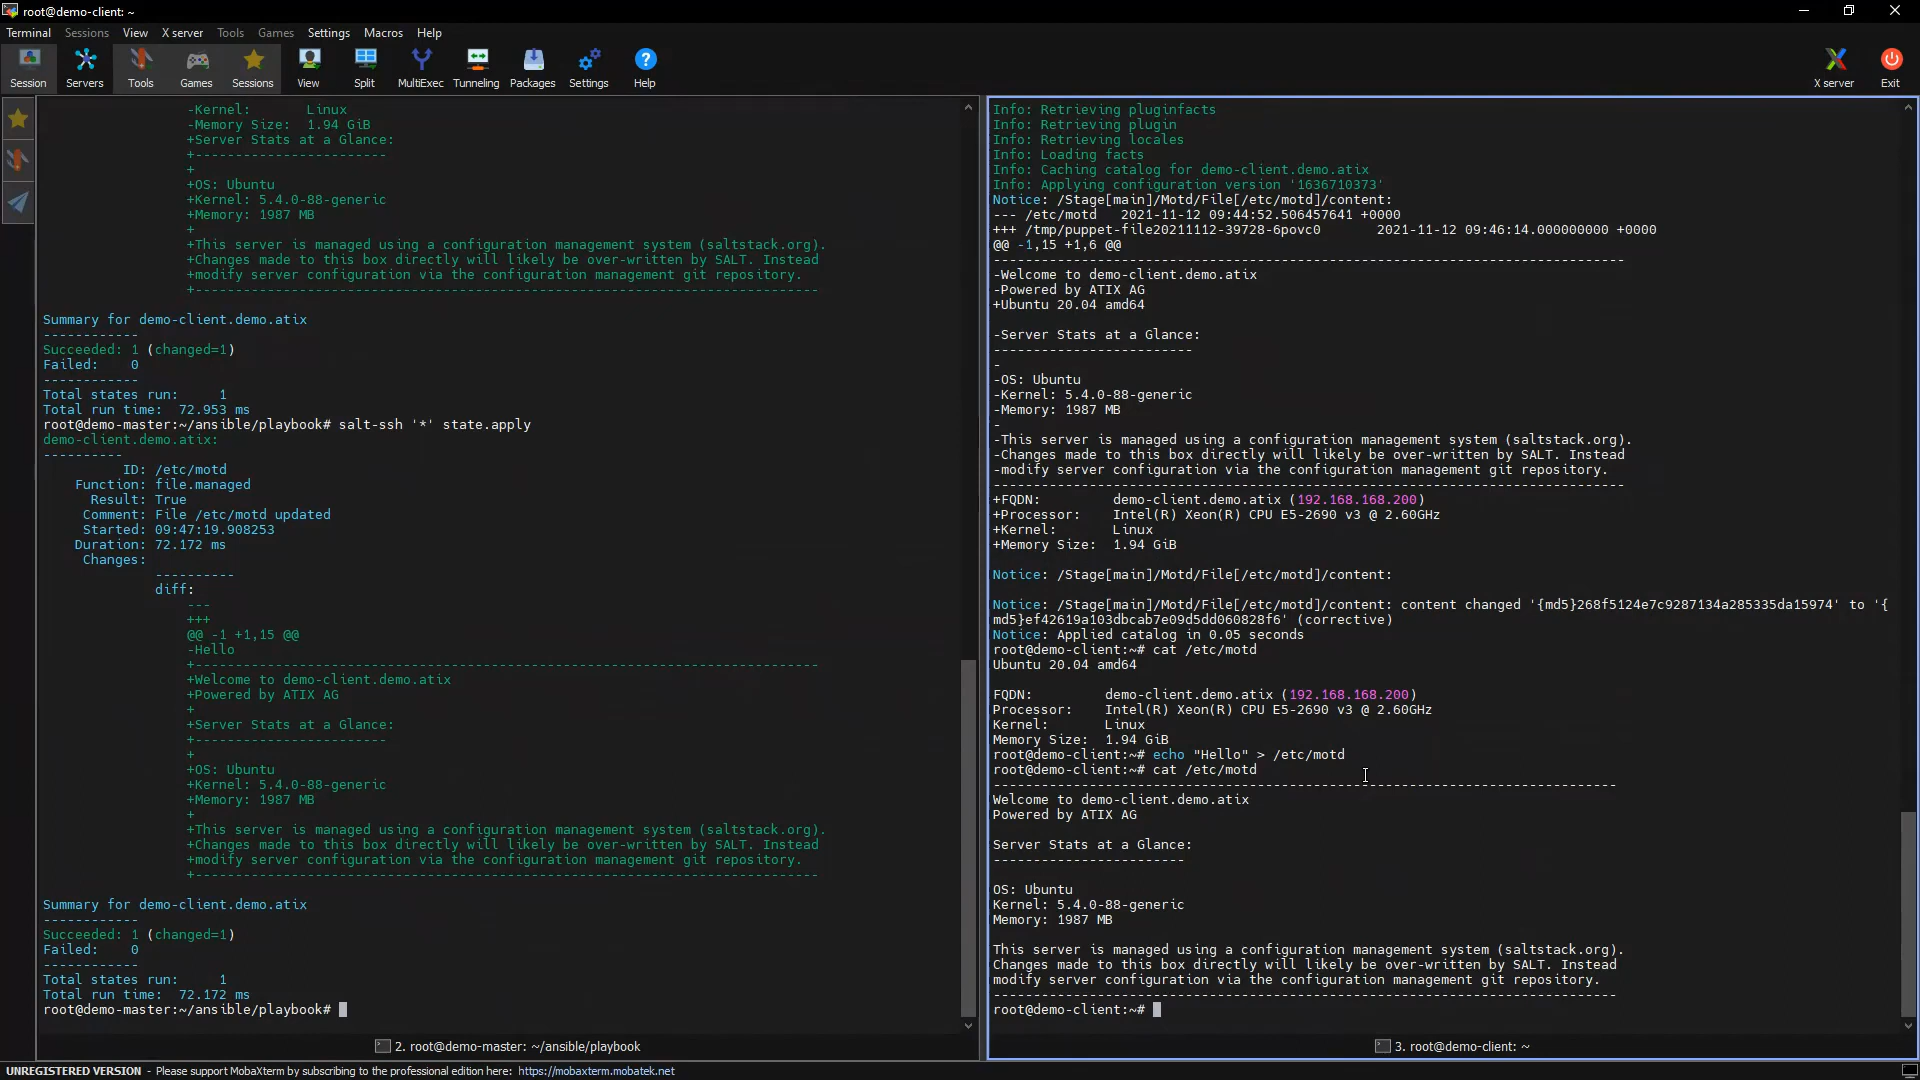 root@demo-client: ~
Terminal Sessions View X server Tools Games Settings Macros Help
Session Servers Tools Games Sessions View Split MultiExec Tunneling Packages Settings Help X server Exit
-Kernel:       Linux
-Memory Size:  1.94 GiB
+Server Stats at a Glance:
+------------------------
+
+OS: Ubuntu
+Kernel: 5.4.0-88-generic
+Memory: 1987 MB
+
+This server is managed using a configuration management system (saltstack.org).
+Changes made to this box directly will likely be over-written by SALT. Instead
+modify server configuration via the configuration management git repository.
+------------------------------------------------------------------------------
Summary for demo-client.demo.atix
------------
Succeeded: 1 (changed=1)
Failed:    0
------------
Total states run:     1
Total run time:  72.953 ms
root@demo-master:~/ansible/playbook# salt-ssh '*' state.apply
demo-client.demo.atix:
----------
ID: /etc/motd
Function: file.managed
Result: True
Comment: File /etc/motd updated
Started: 09:47:19.908253
Duration: 72.172 ms
Changes:
----------
diff:
---
+++
@@ -1 +1,15 @@
-Hello
+------------------------------------------------------------------------------
+Welcome to demo-client.demo.atix
+Powered by ATIX AG
+
+Server Stats at a Glance:
+------------------------
+
+OS: Ubuntu
+Kernel: 5.4.0-88-generic
+Memory: 1987 MB
+
+This server is managed using a configuration management system (saltstack.org).
+Changes made to this box directly will likely be over-written by SALT. Instead
+modify server configuration via the configuration management git repository.
+------------------------------------------------------------------------------
Summary for demo-client.demo.atix
------------
Succeeded: 1 (changed=1)
Failed:    0
------------
Total states run:     1
Total run time:  72.172 ms
root@demo-master:~/ansible/playbook#
2. root@demo-master: ~/ansible/playbook
Info: Retrieving pluginfacts
Info: Retrieving plugin
Info: Retrieving locales
Info: Loading facts
Info: Caching catalog for demo-client.demo.atix
Info: Applying configuration version '1636710373'
Notice: /Stage[main]/Motd/File[/etc/motd]/content:
--- /etc/motd   2021-11-12 09:44:52.506457641 +0000
+++ /tmp/puppet-file20211112-39728-6povc0       2021-11-12 09:46:14.000000000 +0000
@@ -1,15 +1,6 @@
-------------------------------------------------------------------------------
-Welcome to demo-client.demo.atix
-Powered by ATIX AG
+Ubuntu 20.04 amd64
-Server Stats at a Glance:
-------------------------
-
-OS: Ubuntu
-Kernel: 5.4.0-88-generic
-Memory: 1987 MB
-
-This server is managed using a configuration management system (saltstack.org).
-Changes made to this box directly will likely be over-written by SALT. Instead
-modify server configuration via the configuration management git repository.
-------------------------------------------------------------------------------
+FQDN:         demo-client.demo.atix (192.168.168.200)
+Processor:    Intel(R) Xeon(R) CPU E5-2690 v3 @ 2.60GHz
+Kernel:       Linux
+Memory Size:  1.94 GiB
Notice: /Stage[main]/Motd/File[/etc/motd]/content:
Notice: /Stage[main]/Motd/File[/etc/motd]/content: content changed '{md5}268f5124e7c9287134a285335da15974' to '{
md5}ef42619a103dbcab7e09d5dd060828f6' (corrective)
Notice: Applied catalog in 0.05 seconds
root@demo-client:~# cat /etc/motd
Ubuntu 20.04 amd64
FQDN:         demo-client.demo.atix (192.168.168.200)
Processor:    Intel(R) Xeon(R) CPU E5-2690 v3 @ 2.60GHz
Kernel:       Linux
Memory Size:  1.94 GiB
root@demo-client:~# echo "Hello" > /etc/motd
root@demo-client:~# cat /etc/motd
------------------------------------------------------------------------------
Welcome to demo-client.demo.atix
Powered by ATIX AG
Server Stats at a Glance:
------------------------
OS: Ubuntu
Kernel: 5.4.0-88-generic
Memory: 1987 MB
This server is managed using a configuration management system (saltstack.org).
Changes made to this box directly will likely be over-written by SALT. Instead
modify server configuration via the configuration management git repository.
------------------------------------------------------------------------------
root@demo-client:~#
3. root@demo-client: ~
UNREGISTERED VERSION - Please support MobaXterm by subscribing to the professional edition here: https://mobaxterm.mobatek.net